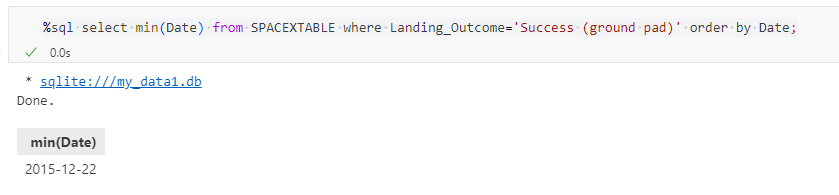 %sql select min(Date) from SPACEXTABLE where Landing_Outcome='Success (ground pad)' order by Date;
0.0s
* sqlite:///my_data1.db
Done.
min(Date)
2015-12-22